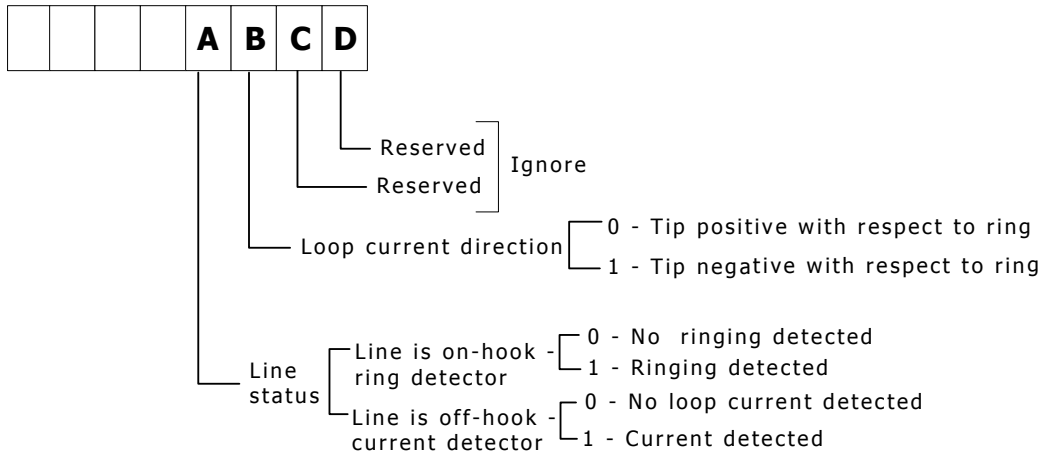 A B C D
Reserved
Ignore
Reserved
Loop current direction
0 - Tip positive with respect to ring
1 - Tip negative with respect to ring
Line status
Line is on-hook -
ring detector
0 - No ringing detected
1 - Ringing detected
Line is off-hook -
current detector
0 - No loop current detected
1 - Current detected